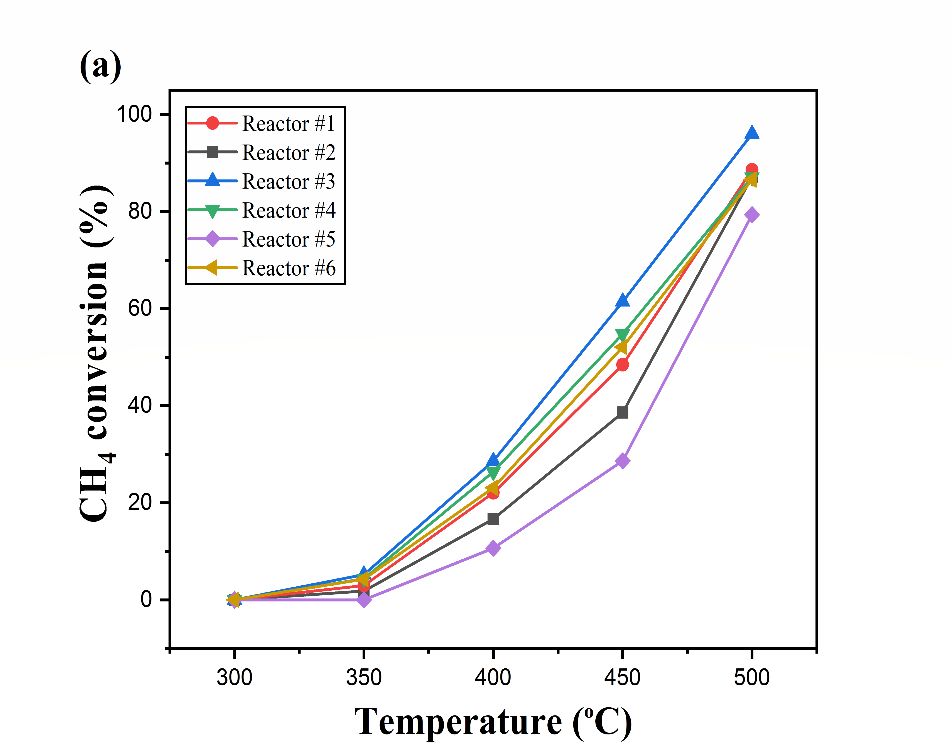 (a)
CH₄ conversion (%)
100
80
60
40
20
0
Reactor #1
Reactor #2
Reactor #3
Reactor #4
Reactor #5
Reactor #6
300 350 400 450 500
Temperature (ºC)